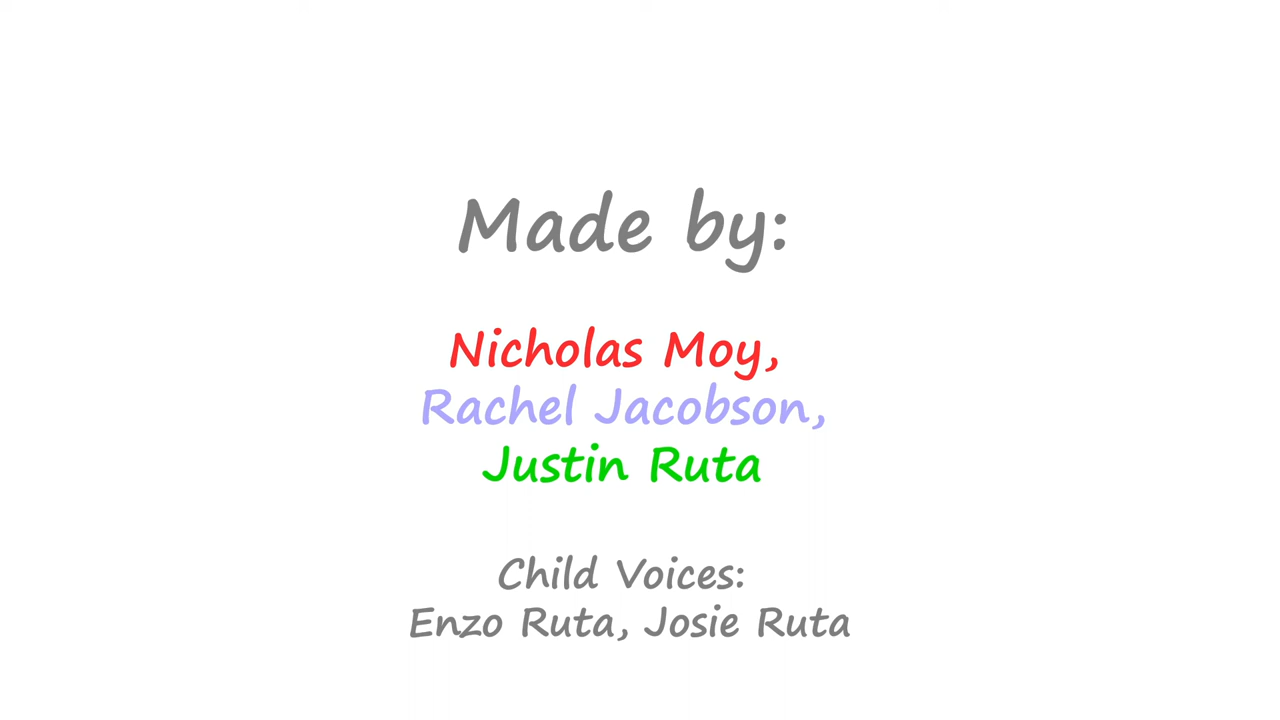 Made by:
Nicholas Moy,
Rachel Jacobson,
Justin Ruta
Child Voices:
Enzo Ruta, Josie Ruta